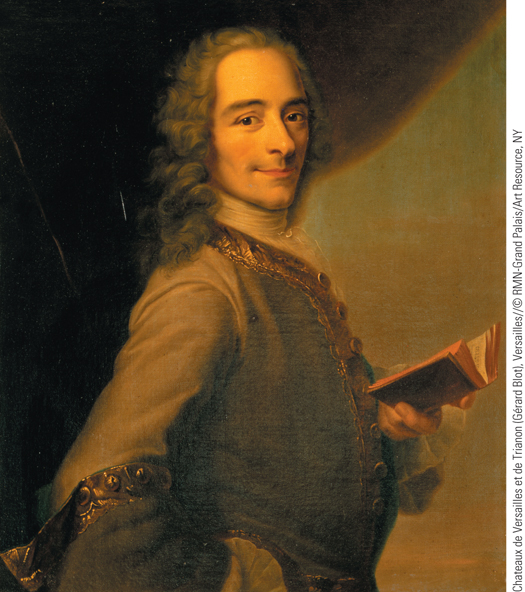 Chateaux de Versailles et de Trianon (Gérard Blot), Versailles//© RMN-Grand Palais/Art Resource, NY